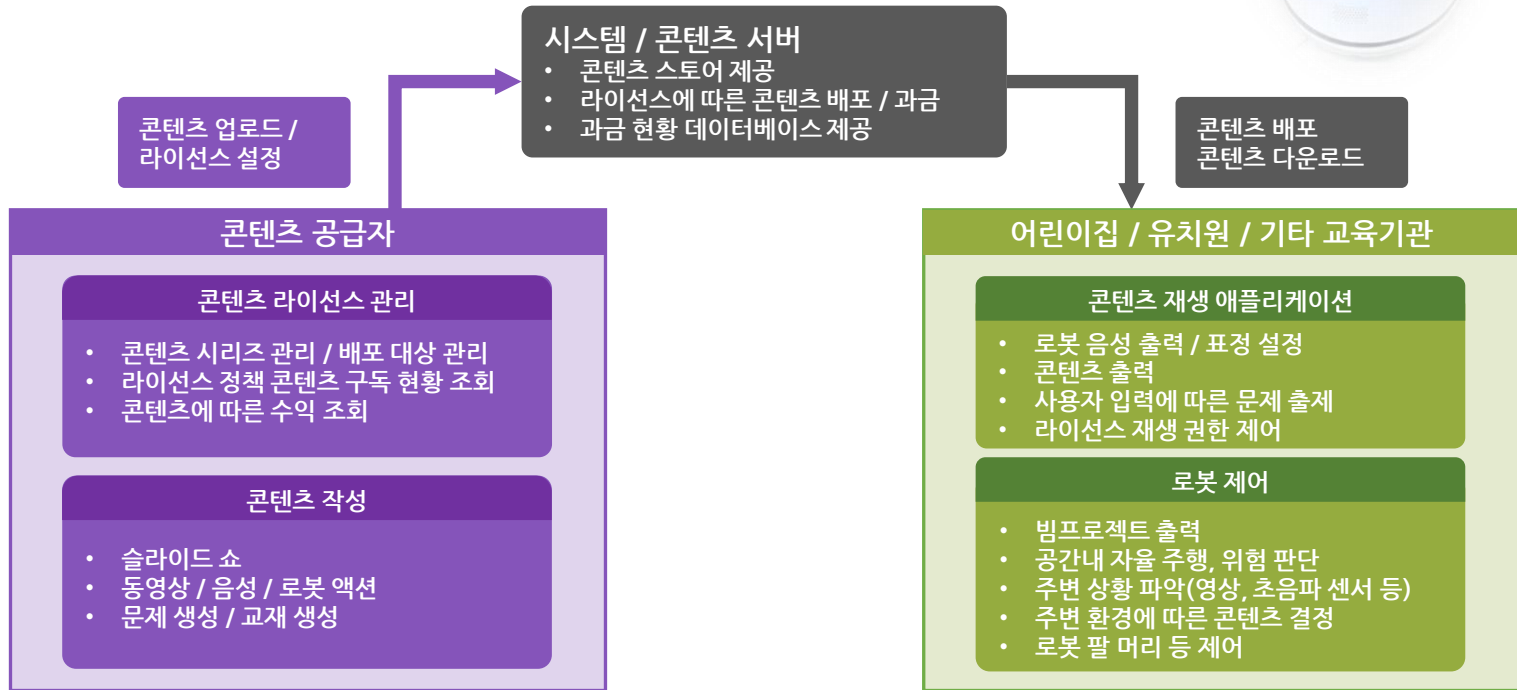 시스템 / 콘텐츠 서버
• 콘텐츠 스토어 제공
• 라이선스에 따른 콘텐츠 배포 / 과금
• 과금 현황 데이터베이스 제공
콘텐츠 업로드 /
라이선스 설정
콘텐츠 배포
콘텐츠 다운로드
콘텐츠 공급자
콘텐츠 라이선스 관리
• 콘텐츠 시리즈 관리 / 배포 대상 관리
• 라이선스 정책 콘텐츠 구독 현황 조회
• 콘텐츠에 따른 수익 조회
콘텐츠 작성
• 슬라이드 쇼
• 동영상 / 음성 / 로봇 액션
• 문제 생성 / 교재 생성
어린이집 / 유치원 / 기타 교육기관
콘텐츠 재생 애플리케이션
• 로봇 음성 출력 / 표정 설정
• 콘텐츠 출력
• 사용자 입력에 따른 문제 출제
• 라이선스 재생 권한 제어
로봇 제어
• 빔프로젝트 출력
• 공간내 자율 주행, 위험 판단
• 주변 상황 파악(영상, 초음파 센서 등)
• 주변 환경에 따른 콘텐츠 결정
• 로봇 팔 머리 등 제어